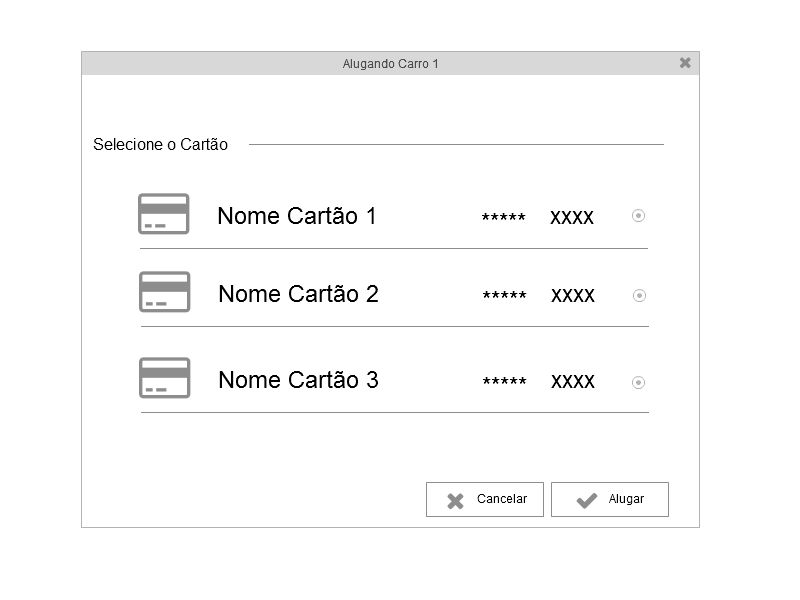 Alugando Carro 1
Selecione o Cartão
Nome Cartão 1 ***** XXXX
Nome Cartão 2 ***** XXXX
Nome Cartão 3 ***** XXXX
Cancelar Alugar